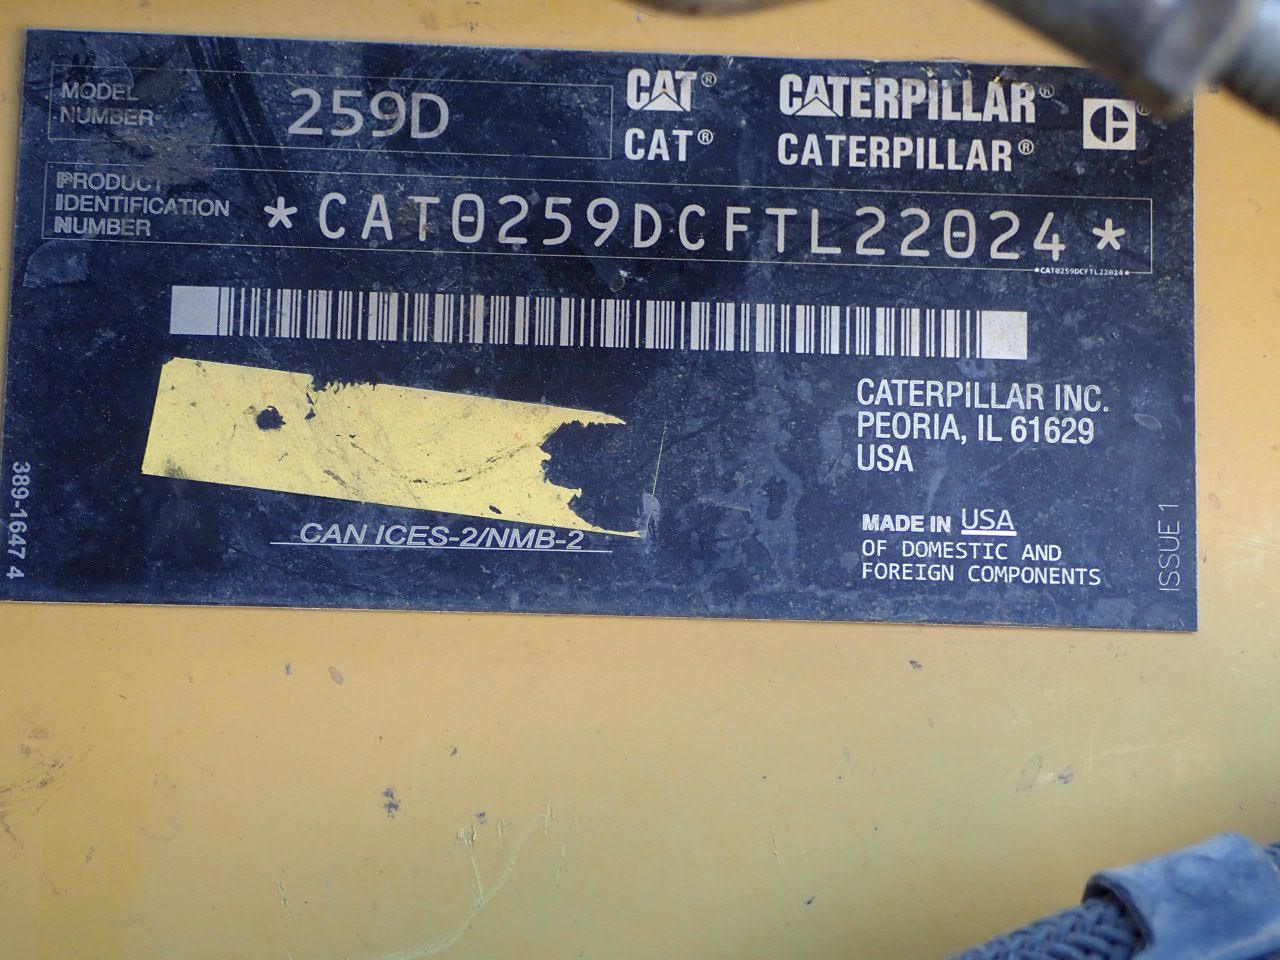 MODEL
NUMBER
259D
CAT® CATERPILLAR®
CAT® CATERPILLAR®
PRODUCT
IDENTIFICATION
NUMBER
*CAT0259DCFTL22024*
*CAT0259DCFTL22024*
CATERPILLAR INC.
PEORIA, IL 61629
USA
CAN ICES-2/NMB-2
MADE IN USA
OF DOMESTIC AND
FOREIGN COMPONENTS
389-1647 4
ISSUE 1